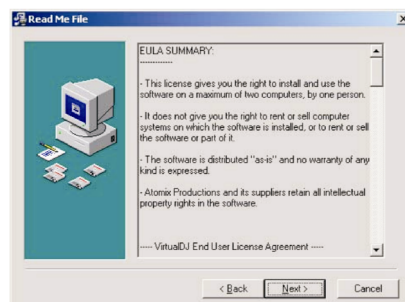 Read Me File
EULA SUMMARY:
-------------
- This license gives you the right to install and use the
software on a maximum of two computers, by one person.
- It does not give you the right to rent or sell computer
systems on which the software is installed, or to rent or sell
the software or part of it.
- The software is distributed "as-is" and no warranty of any
kind is expressed.
- Atomix Productions and its suppliers retain all intellectual
property rights in the software.
----- VirtualDJ End User License Agreement -----
< Back
Next >
Cancel